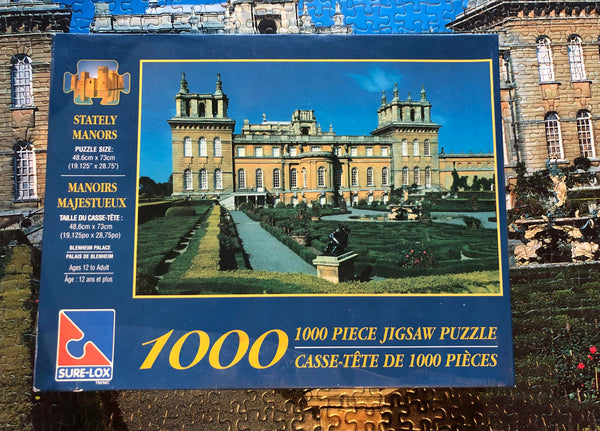 STATELY
MANORS
PUZZLE SIZE:
48.6cm x 73cm
(19.125" x 28.75")
MANOIRS
MAJESTUEUX
TAILLE DU CASSE-TÊTE :
48.6cm x 73cm
(19.125po x 28,75po)
BLENHEIM PALACE
PALAIS DE BLENHEIM
Ages 12 to Adult
Âge : 12 ans et plus
SURE-LOX
TM/MC
1000
1000 PIECE JIGSAW PUZZLE
CASSE-TÊTE DE 1000 PIÈCES